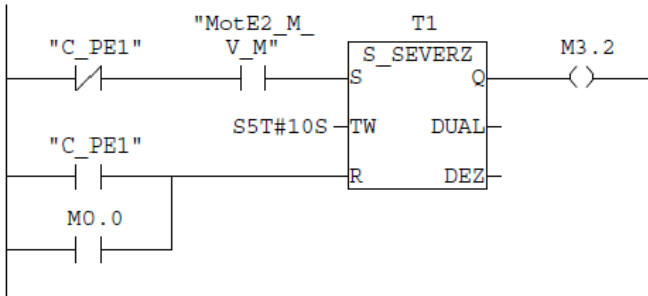 "MotE2_M_ T1
"C_PE1" V_M" S_SEVERZ M3.2
S Q
S5T#10S TW DUAL
"C_PE1"
R DEZ
M0.0